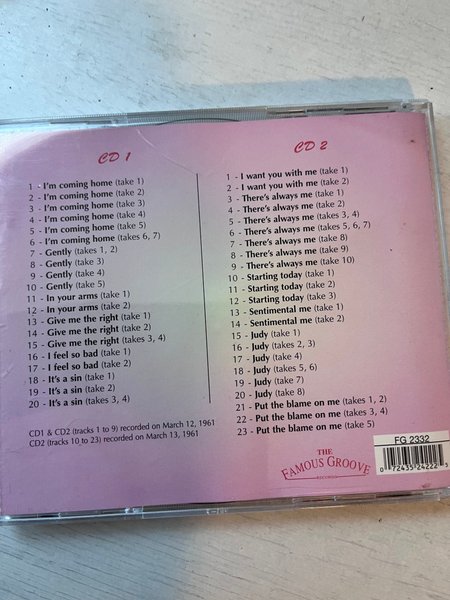 CD 1
1 - I'm coming home (take 1)
2 - I'm coming home (take 2)
3 - I'm coming home (take 3)
4 - I'm coming home (take 4)
5 - I'm coming home (take 5)
6 - I'm coming home (takes 6, 7)
7 - Gently (takes 1, 2)
8 - Gently (take 3)
9 - Gently (take 4)
10 - Gently (take 5)
11 - In your arms (take 1)
12 - In your arms (take 2)
13 - Give me the right (take 1)
14 - Give me the right (take 2)
15 - Give me the right (takes 3, 4)
16 - I feel so bad (take 1)
17 - I feel so bad (take 2)
18 - It's a sin (take 1)
19 - It's a sin (take 2)
20 - It's a sin (takes 3, 4)
CD1 & CD2 (tracks 1 to 9) recorded on March 12, 1961
CD2 (tracks 10 to 23) recorded on March 13, 1961
CD 2
1 - I want you with me (take 1)
2 - I want you with me (take 2)
3 - There's always me (take 1)
4 - There's always me (take 2)
5 - There's always me (takes 3, 4)
6 - There's always me (takes 5, 6, 7)
7 - There's always me (take 8)
8 - There's always me (take 9)
9 - There's always me (take 10)
10 - Starting today (take 1)
11 - Starting today (take 2)
12 - Starting today (take 3)
13 - Sentimental me (take 1)
14 - Sentimental me (take 2)
15 - Judy (take 1)
16 - Judy (takes 2, 3)
17 - Judy (take 4)
18 - Judy (takes 5, 6)
19 - Judy (take 7)
20 - Judy (take 8)
21 - Put the blame on me (takes 1, 2)
22 - Put the blame on me (takes 3, 4)
23 - Put the blame on me (take 5)
THE
FAMOUS GROOVE
RECORDS
FG 2332
0 72435 24222 5